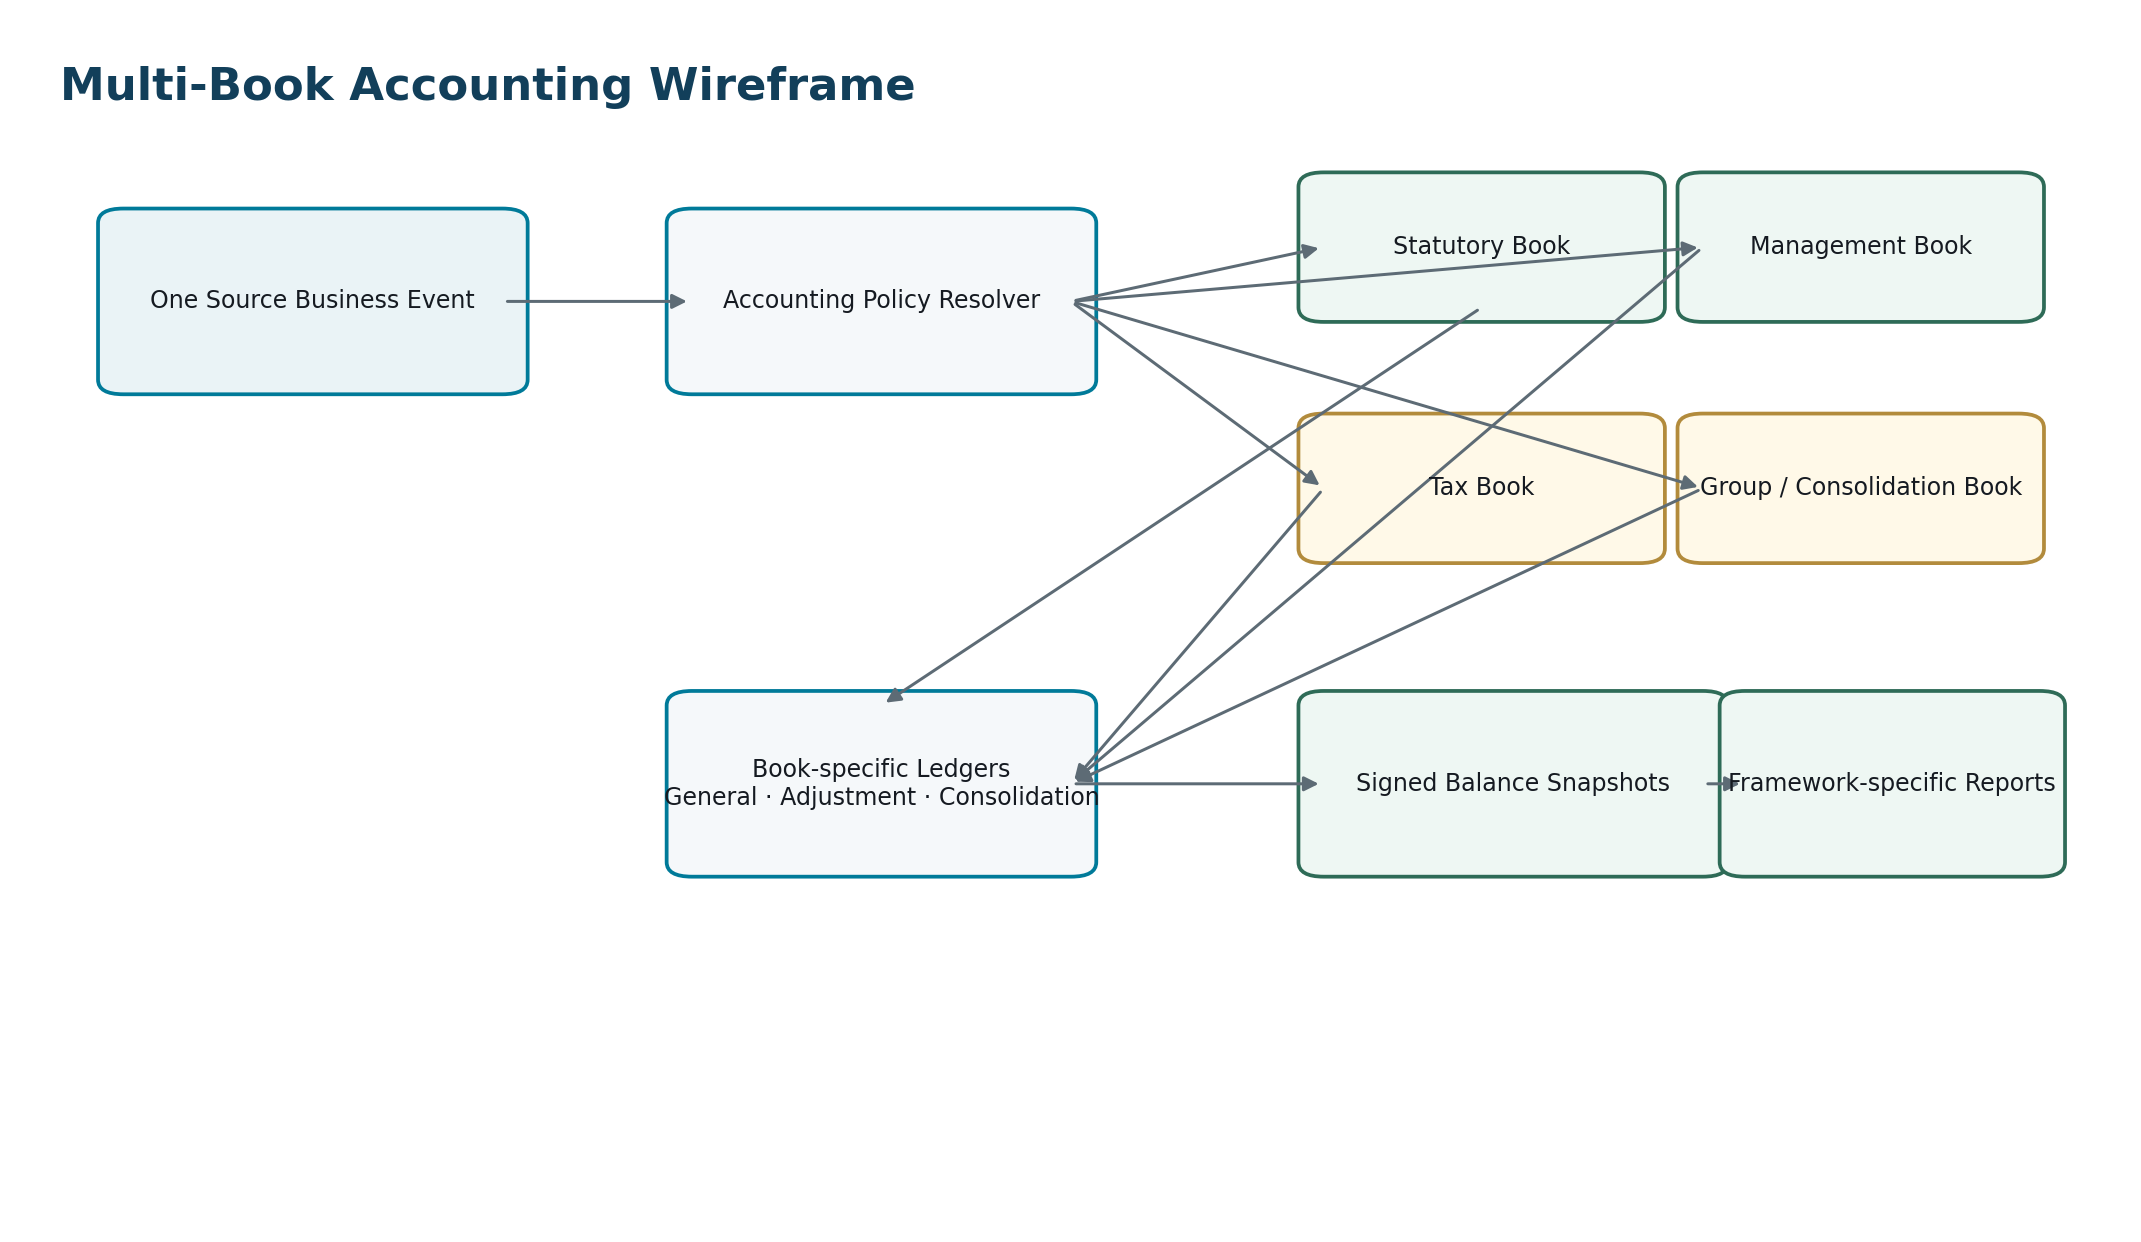 Multi-Book Accounting Wireframe
One Source Business Event
Accounting Policy Resolver
Statutory Book
Management Book
Tax Book
Group / Consolidation Book
Book-specific Ledgers
General · Adjustment · Consolidation
Signed Balance Snapshots
Framework-specific Reports